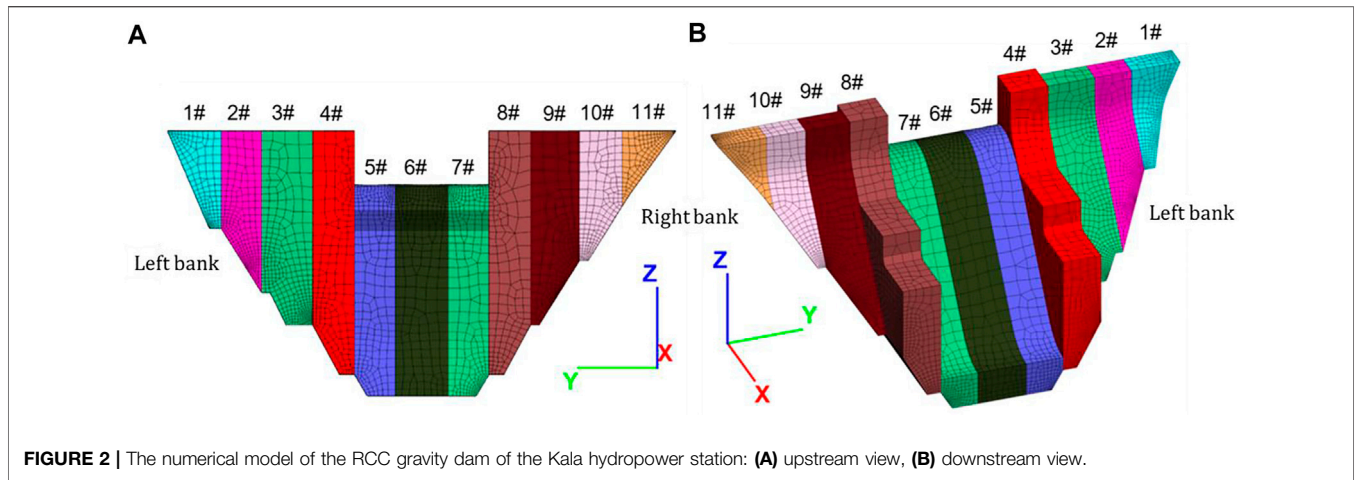 A
B
1# 2# 3# 4#
5# 6# 7#
8# 9# 10# 11#
Left bank
Right bank
Z
X
Y
11# 10# 9# 8#
7# 6# 5#
4# 3# 2# 1#
Left bank
Z
Y
X
FIGURE 2 | The numerical model of the RCC gravity dam of the Kala hydropower station: (A) upstream view, (B) downstream view.